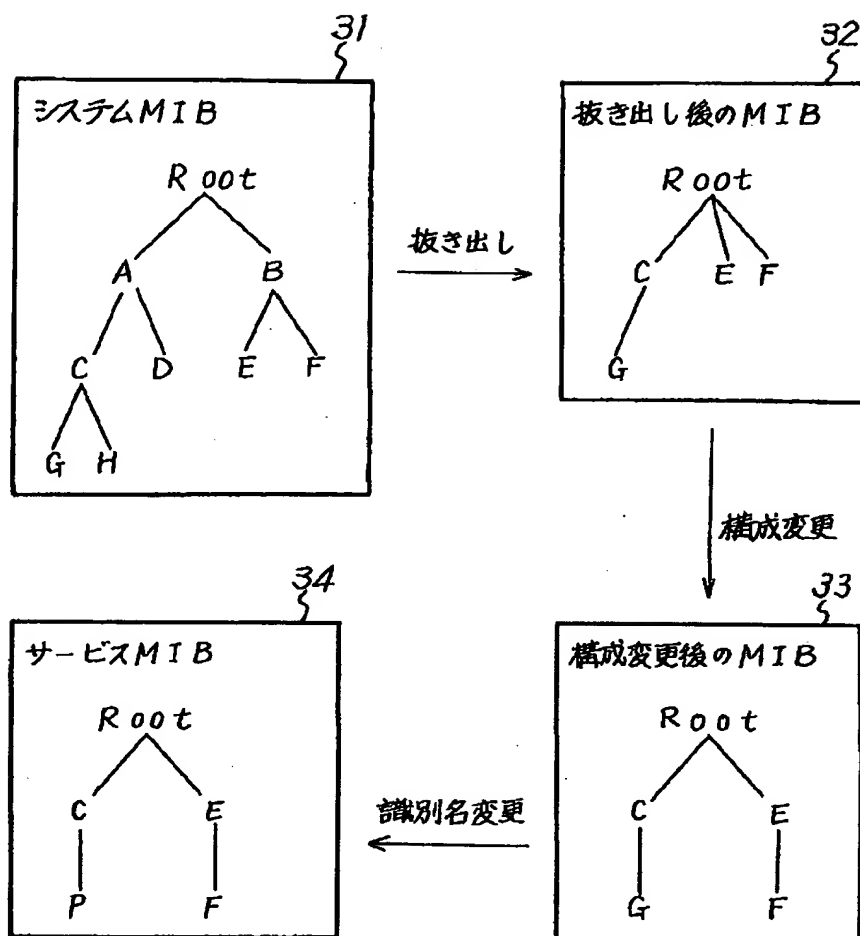 31
システムMIB
Root
A B
C D E F
G H
抜き出し
32
抜き出し後のMIB
Root
C E F
G
構成変更
33
構成変更後のMIB
Root
C E
G F
識別名変更
34
サービスMIB
Root
C E
P F